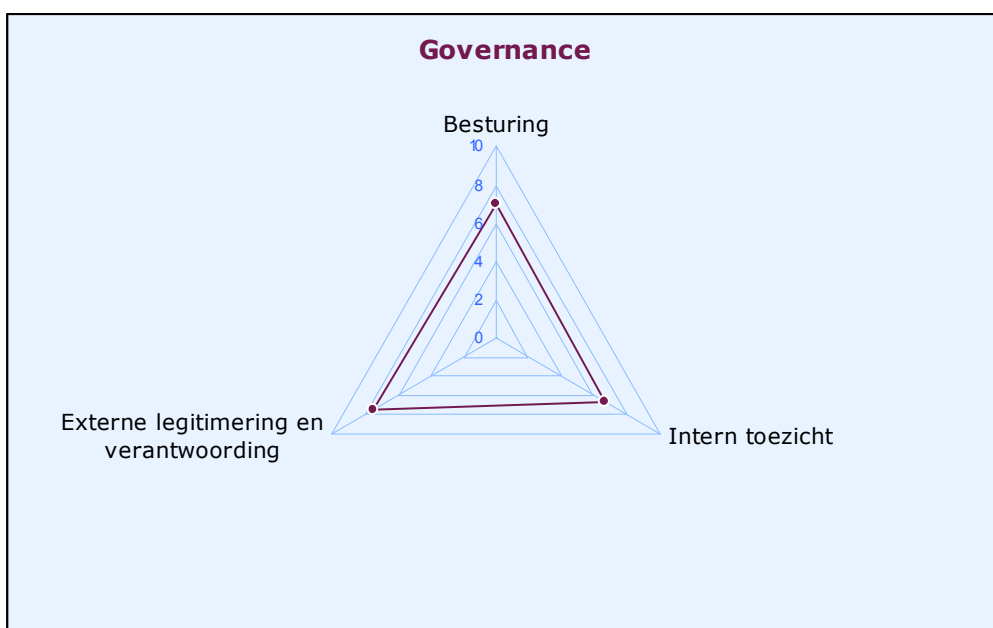 Governance
Besturing
10
8
6
4
2
0
Externe legitimering en
verantwoording
Intern toezicht